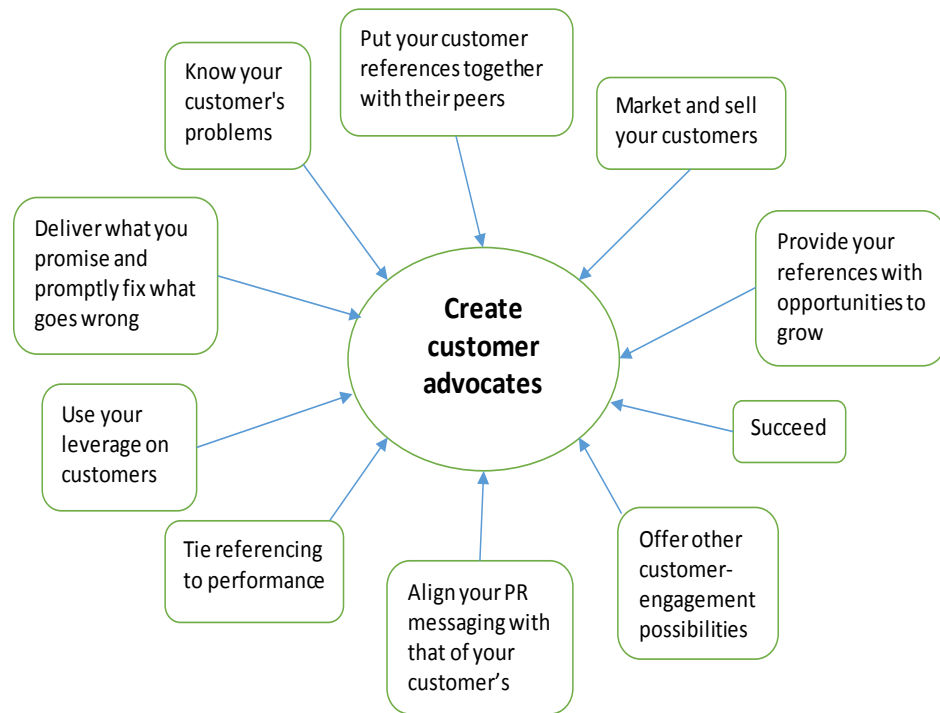 Put your customer
references together
with their peers
Know your
customer's
problems
Market and sell
your customers
Deliver what you
promise and
promptly fix what
goes wrong
Provide your
references with
opportunities to
grow
Create
customer
advocates
Use your
leverage on
customers
Succeed
Tie referencing
to performance
Offer other
customer-
engagement
possibilities
Align your PR
messaging with
that of your
customer’s